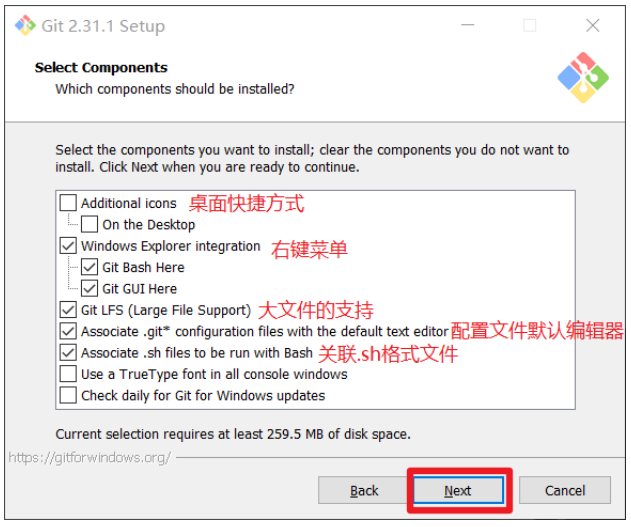 Git 2.31.1 Setup
Select Components
Which components should be installed?
Select the components you want to install; clear the components you do not want to
install. Click Next when you are ready to continue.
Additional icons 桌面快捷方式
On the Desktop
Windows Explorer integration 右键菜单
Git Bash Here
Git GUI Here
Git LFS (Large File Support) 大文件的支持
Associate .git* configuration files with the default text editor 配置文件默认编辑器
Associate .sh files to be run with Bash 关联.sh格式文件
Use a TrueType font in all console windows
Check daily for Git for Windows updates
Current selection requires at least 259.5 MB of disk space.
https://gitforwindows.org/
Back Next Cancel